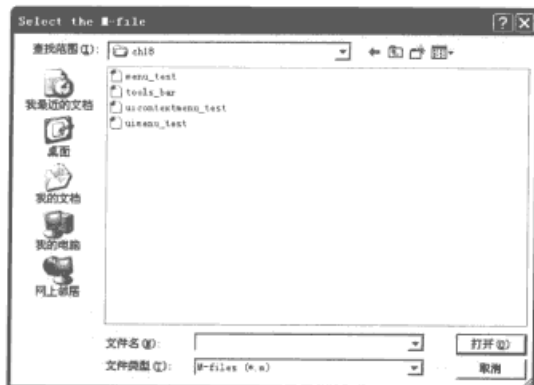 Select the M-file
查找范围(I):
ch18
menu_test
tools_bar
uicontextmenu_test
uimenu_test
我最近的文档
桌面
我的文档
我的电脑
网上邻居
文件名(N):
打开(O)
文件类型(T):
M-files (*.m)
取消